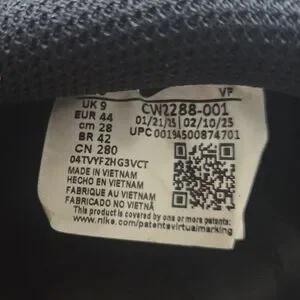 VF
UK 9
EUR 44
cm 28
BR 42
CN 280
CW2288-001
01/21/25 02/10/25
UPC 00194500874701
04TVYFZHG3VCT
MADE IN VIETNAM
HECHO EN VIETNAM
FABRIQUE AU VIETNAM
FABRICADO NO VIETNÃ
This product is covered by one or more patents:
www.nike.com/patentsvirtualmarking